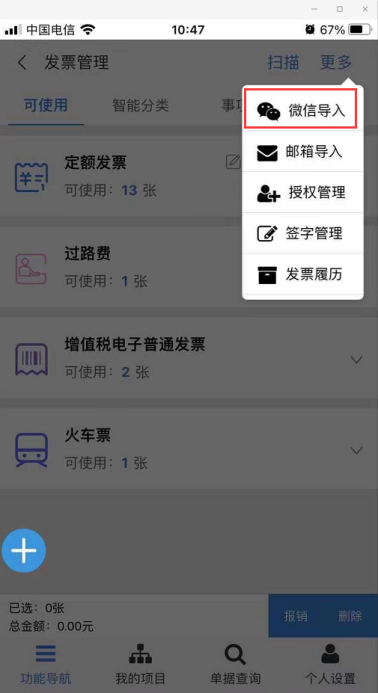 中国电信 10:47 67%
发票管理 扫描 更多
可使用 智能分类 事项
微信导入
邮箱导入
授权管理
签字管理
发票履历
定额发票
可使用：13 张
过路费
可使用：1 张
增值税电子普通发票
可使用：2 张
火车票
可使用：1 张
已选：0张
总金额：0.00元
报销 删除
功能导航 我的项目 单据查询 个人设置